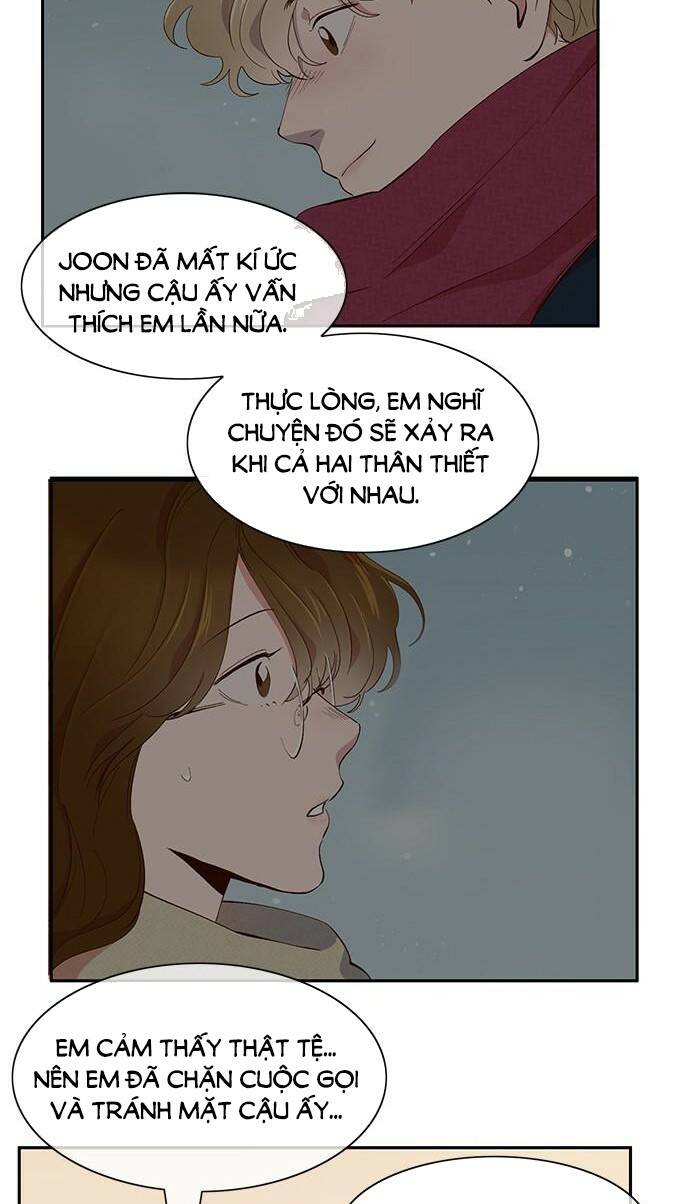 JOON ĐÃ MẤT KÍ ỨC
NHƯNG CẬU ẤY VẪN
THÍCH EM LẦN NỮA.
THỰC LÒNG, EM NGHĨ
CHUYỆN ĐÓ SẼ XẢY RA
KHI CẢ HAI THÂN THIẾT
VỚI NHAU.
EM CẢM THẤY THẬT TỆ...
NÊN EM ĐÃ CHẶN CUỘC GỌI
VÀ TRÁNH MẶT CẬU ẤY...